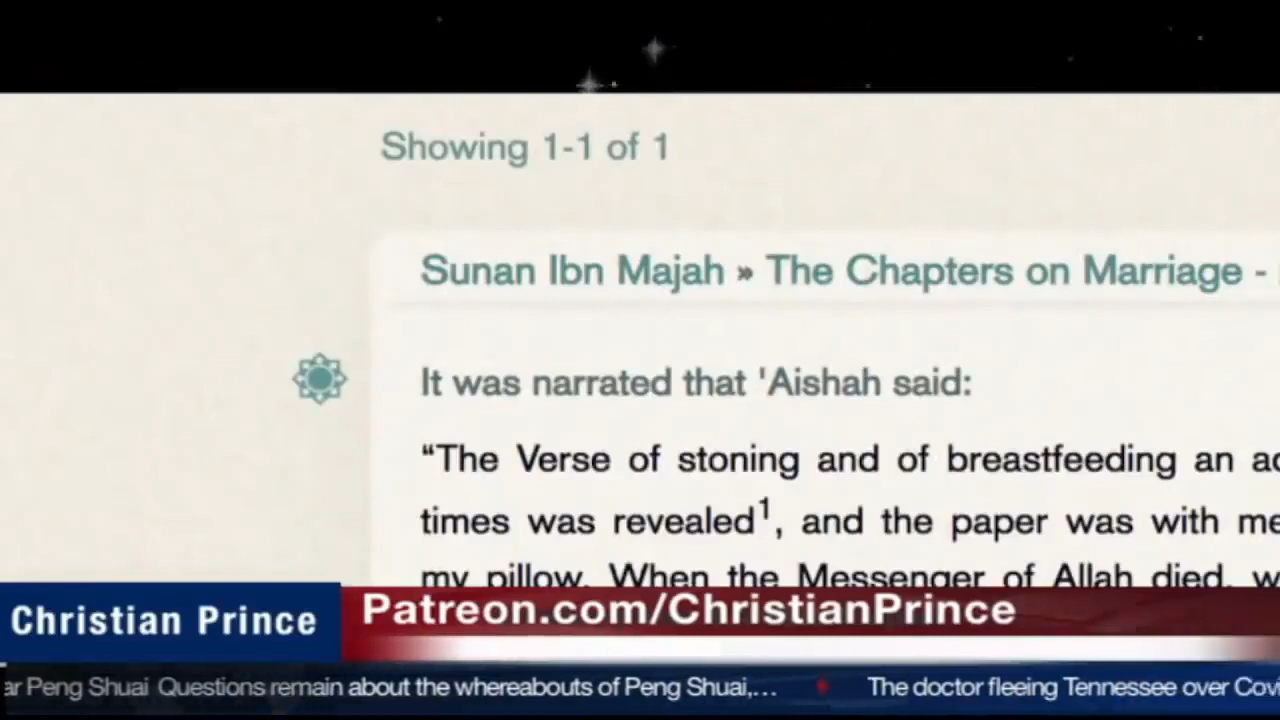 Showing 1-1 of 1
Sunan Ibn Majah » The Chapters on Marriage -
It was narrated that 'Aishah said:
“The Verse of stoning and of breastfeeding an
times was revealed1, and the paper was with me
my pillow. When the Messenger of Allah died,
Christian Prince
Patreon.com/ChristianPrince
Peng Shuai Questions remain about the whereabouts of Peng Shuai,...
The doctor fleeing Tennessee over